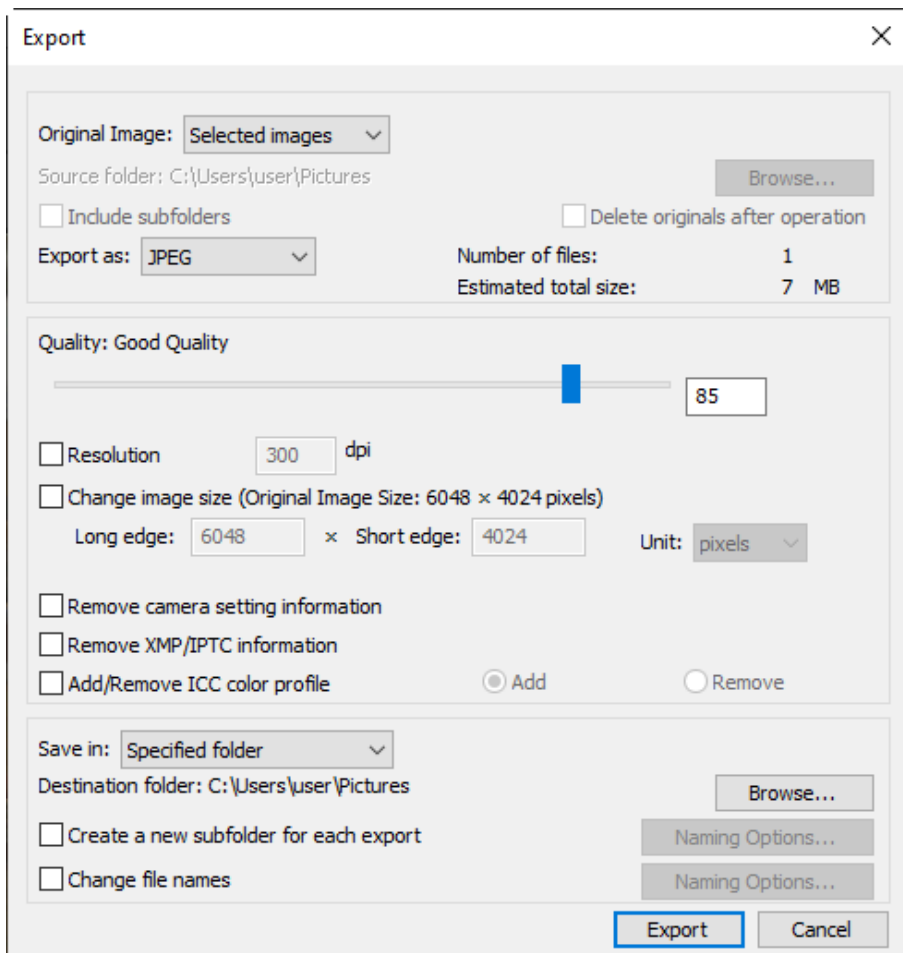 Export
Original Image: Selected images
Source folder: C:\Users\user\Pictures Browse...
Include subfolders Delete originals after operation
Export as: JPEG Number of files: 1
Estimated total size: 7 MB
Quality: Good Quality
85
Resolution 300 dpi
Change image size (Original Image Size: 6048 × 4024 pixels)
Long edge: 6048 × Short edge: 4024 Unit: pixels
Remove camera setting information
Remove XMP/IPTC information
Add/Remove ICC color profile Add Remove
Save in: Specified folder
Destination folder: C:\Users\user\Pictures Browse...
Create a new subfolder for each export Naming Options...
Change file names Naming Options...
Export Cancel